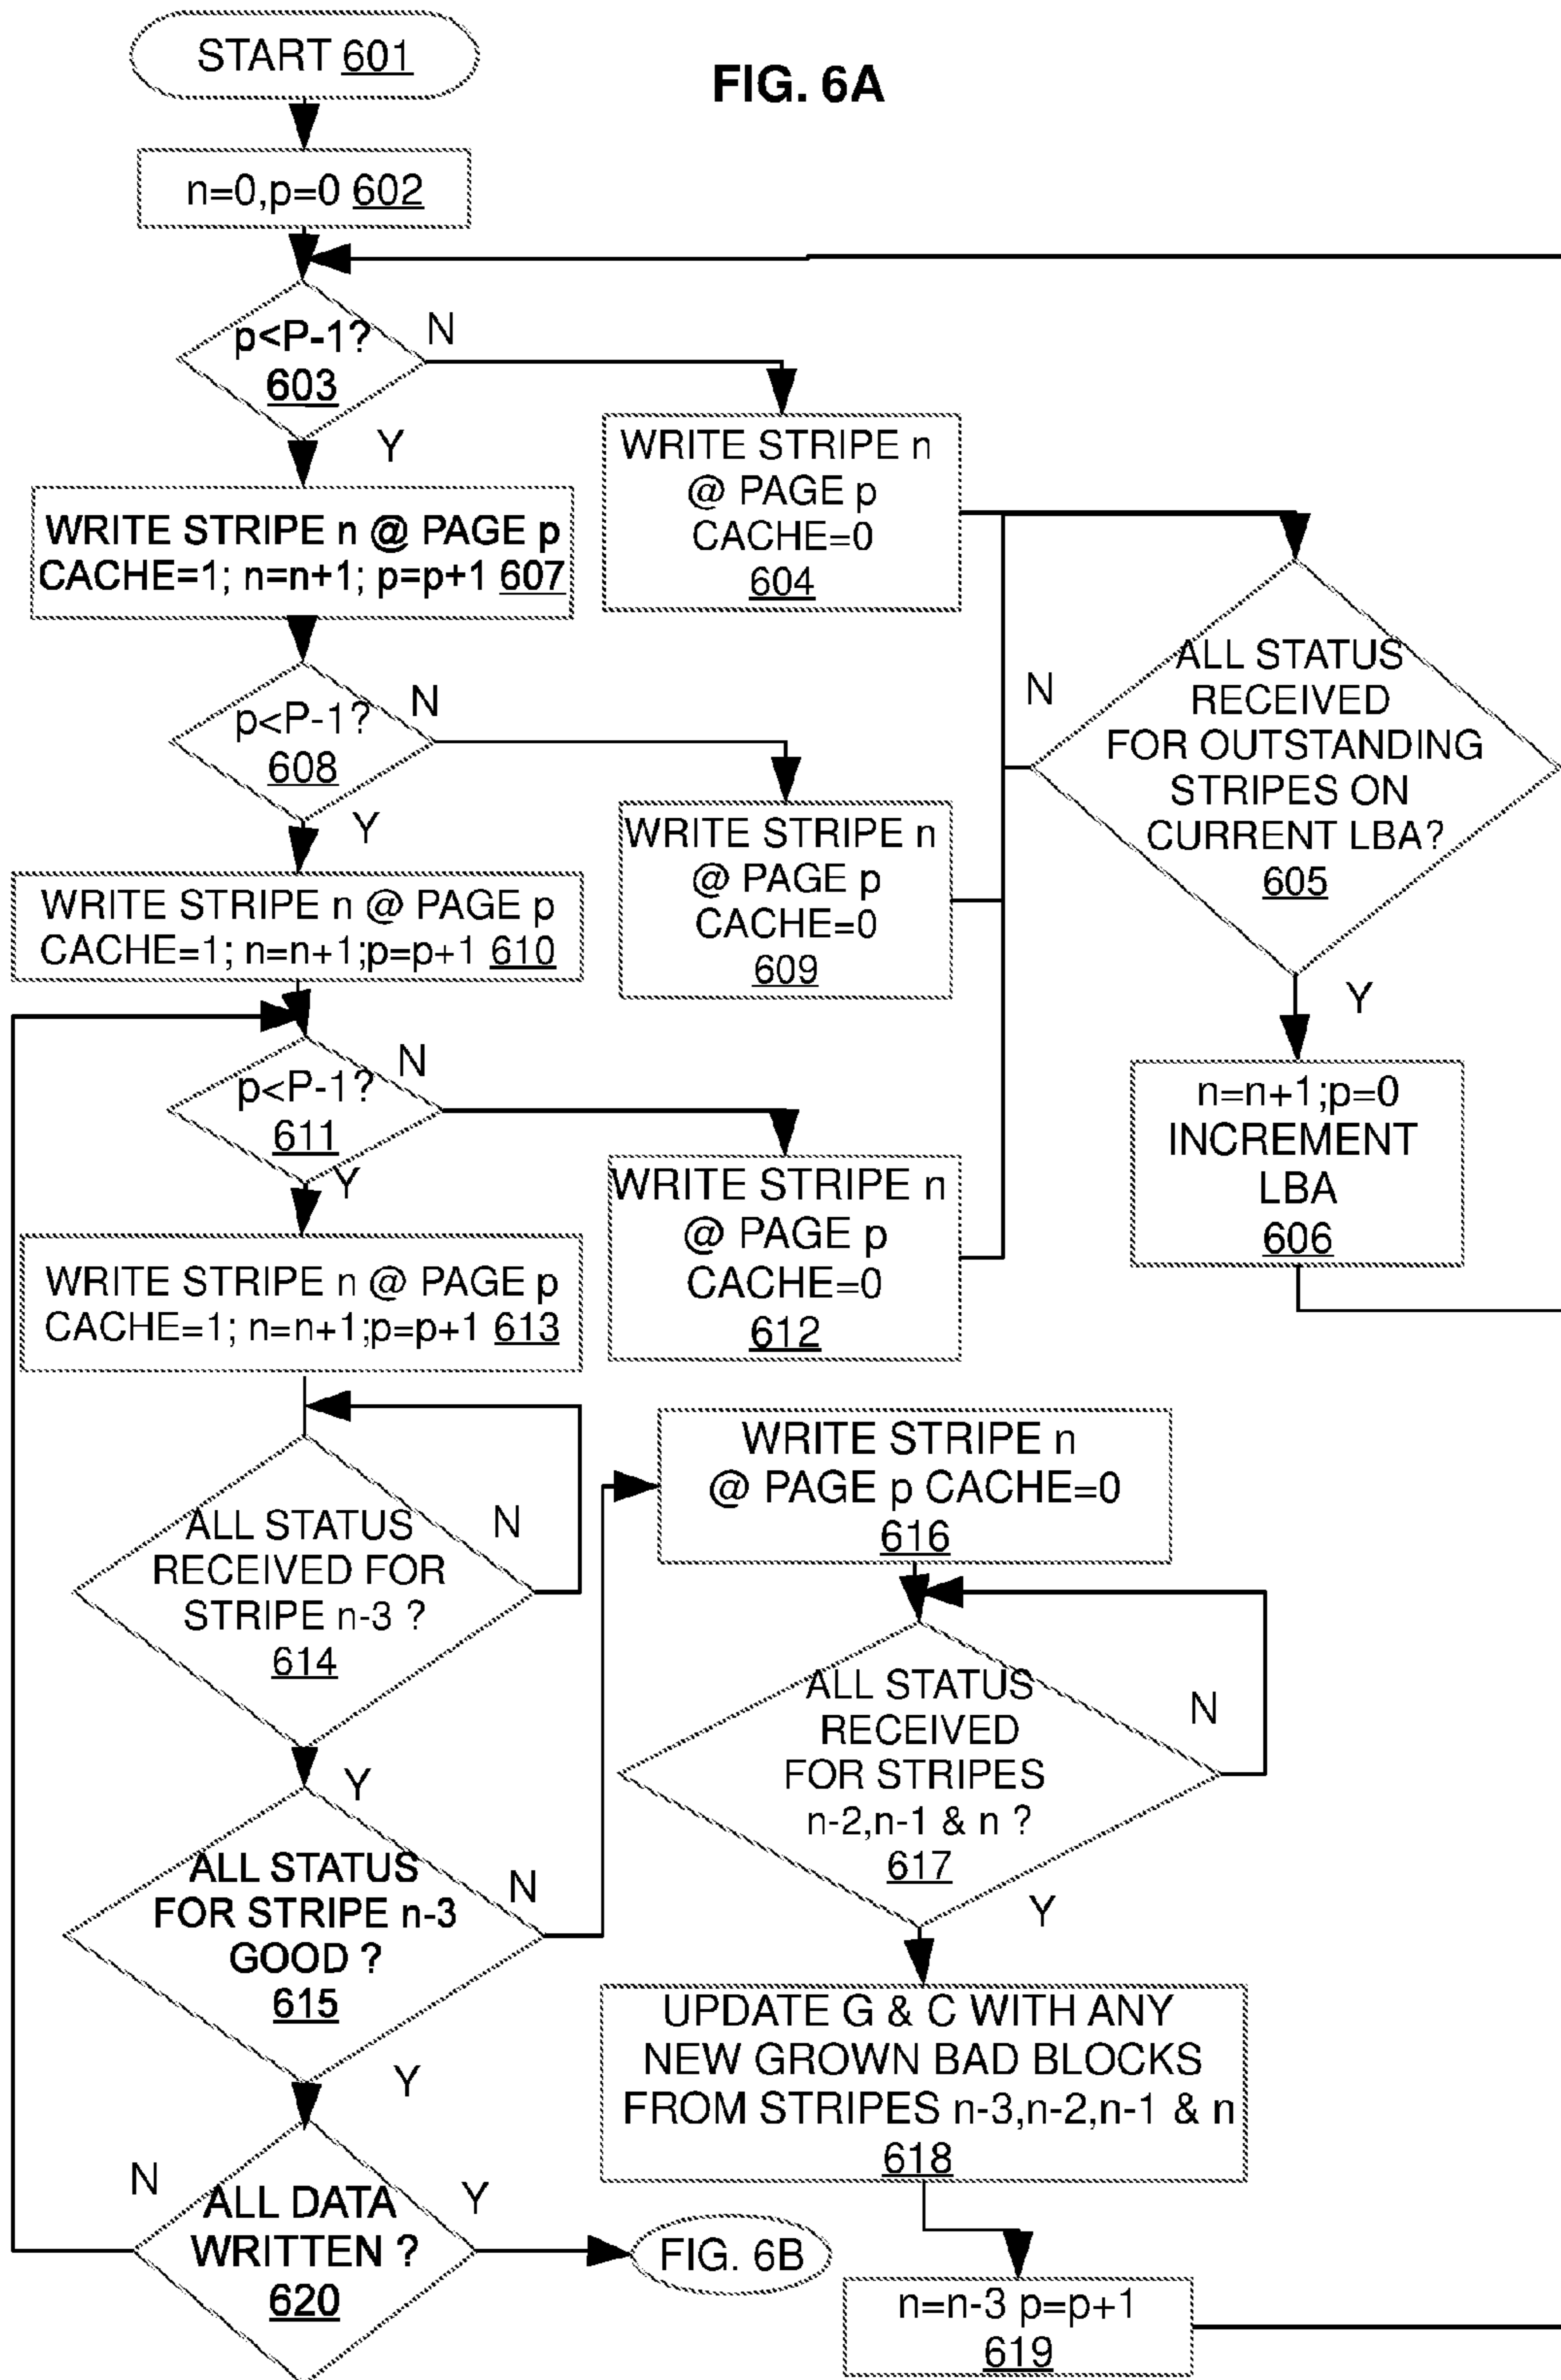 START 601
FIG. 6A
n=0,p=0 602
p<P-1?
603
N
Y
WRITE STRIPE n
@ PAGE p
CACHE=0
604
WRITE STRIPE n @ PAGE p
CACHE=1; n=n+1; p=p+1 607
p<P-1?
608
N
Y
WRITE STRIPE n
@ PAGE p
CACHE=0
609
ALL STATUS
RECEIVED
FOR OUTSTANDING
STRIPES ON
CURRENT LBA?
605
N
Y
n=n+1;p=0
INCREMENT
LBA
606
WRITE STRIPE n @ PAGE p
CACHE=1; n=n+1;p=p+1 610
p<P-1?
611
N
Y
WRITE STRIPE n
@ PAGE p
CACHE=0
612
WRITE STRIPE n @ PAGE p
CACHE=1; n=n+1;p=p+1 613
ALL STATUS
RECEIVED FOR
STRIPE n-3 ?
614
N
Y
WRITE STRIPE n
@ PAGE p CACHE=0
616
ALL STATUS
RECEIVED
FOR STRIPES
n-2,n-1 & n ?
617
N
Y
ALL STATUS
FOR STRIPE n-3
GOOD ?
615
N
Y
UPDATE G & C WITH ANY
NEW GROWN BAD BLOCKS
FROM STRIPES n-3,n-2,n-1 & n
618
ALL DATA
WRITTEN ?
620
N
Y
FIG. 6B
n=n-3 p=p+1
619